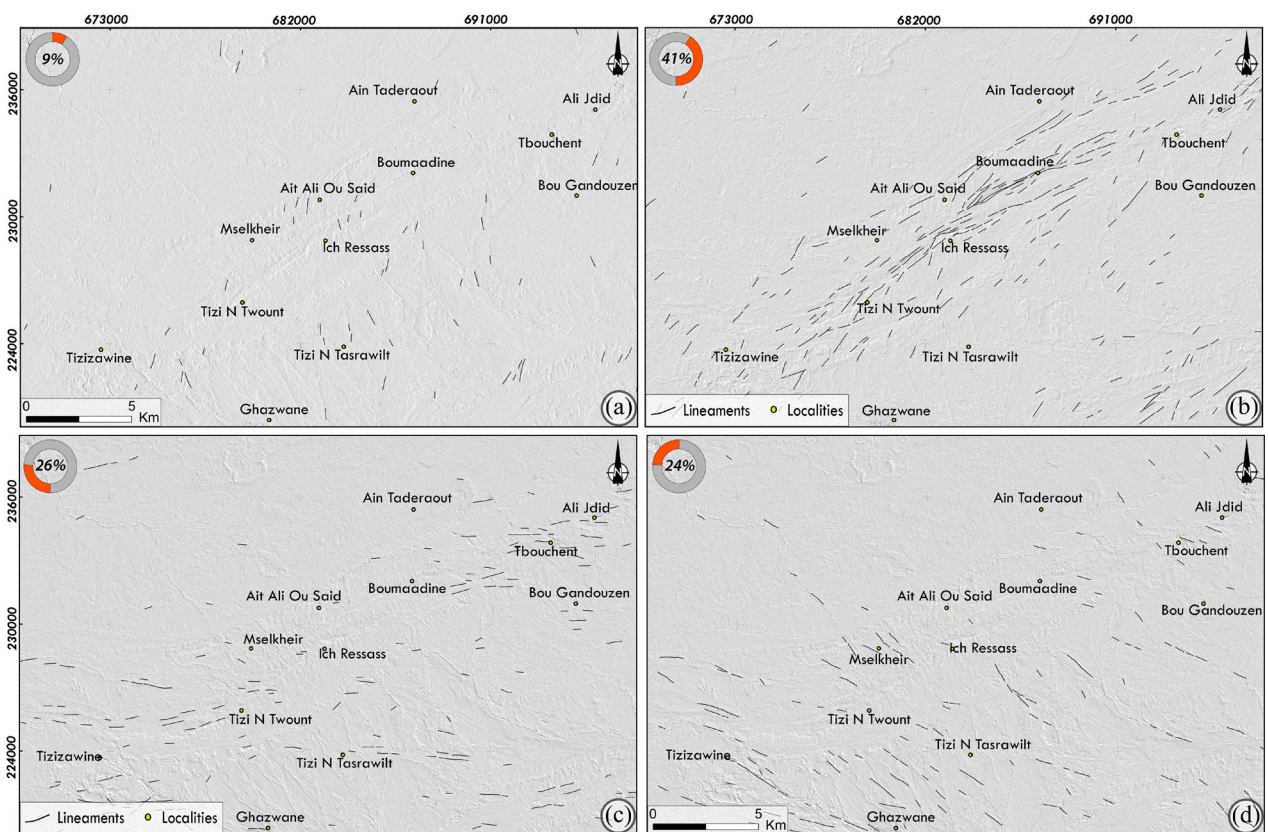 673000
682000
691000
673000
682000
691000
9%
Ain Taderaout
Ali Jdid
Tbouchent
Boumaadine
Ait Ali Ou Said
Bou Gandouzen
Mselkheir
Ich Ressass
Tizi N Twount
Tizi N Tasrawilt
Tizizawine
Ghazwane
0 5
Km
(a)
236000
230000
224000
N
41%
Ain Taderaout
Ali Jdid
Tbouchent
Boumaadine
Ait Ali Ou Said
Bou Gandouzen
Mselkheir
Ich Ressass
Tizi N Twount
Tizi N Tasrawilt
Tizizawine
Lineaments Localities
Ghazwane
(b)
N
26%
Ain Taderaout
Ali Jdid
Tbouchent
Boumaadine
Bou Gandouzen
Ait Ali Ou Said
Mselkheir
Ich Ressass
Tizi N Twount
Tizizawine
Tizi N Tasrawilt
Lineaments Localities
Ghazwane
(c)
236000
230000
224000
N
24%
Ain Taderaout
Ali Jdid
Tbouchent
Boumaadine
Ait Ali Ou Said
Bou Gandouzen
Mselkheir
Ich Ressass
Tizi N Twount
Tizi N Tasrawilt
Tizizawine
0 5
Km
Ghazwane
(d)
N